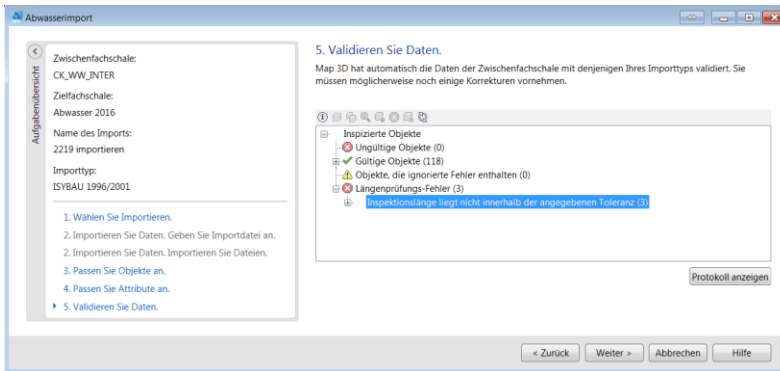 Abwasserimport
Aufgabenübersicht
Zwischenfachschale:
CK_WW_INTER
Zielfachschale:
Abwasser 2016
Name des Imports:
2219 importieren
Importtyp:
ISYBAU 1996/2001
1. Wählen Sie Importieren.
2. Importieren Sie Daten. Geben Sie Importdatei an.
2. Importieren Sie Daten. Importieren Sie Dateien.
3. Passen Sie Objekte an.
4. Passen Sie Attribute an.
5. Validieren Sie Daten.
5. Validieren Sie Daten.
Map 3D hat automatisch die Daten der Zwischenfachschale mit denjenigen Ihres Importtyps validiert. Sie
müssen möglicherweise noch einige Korrekturen vornehmen.
Inspizierte Objekte
Ungültige Objekte (0)
Gültige Objekte (118)
Objekte, die ignorierte Fehler enthalten (0)
Längenprüfungs-Fehler (3)
Inspektionslänge liegt nicht innerhalb der angegebenen Toleranz (3)
Protokoll anzeigen
< Zurück
Weiter >
Abbrechen
Hilfe